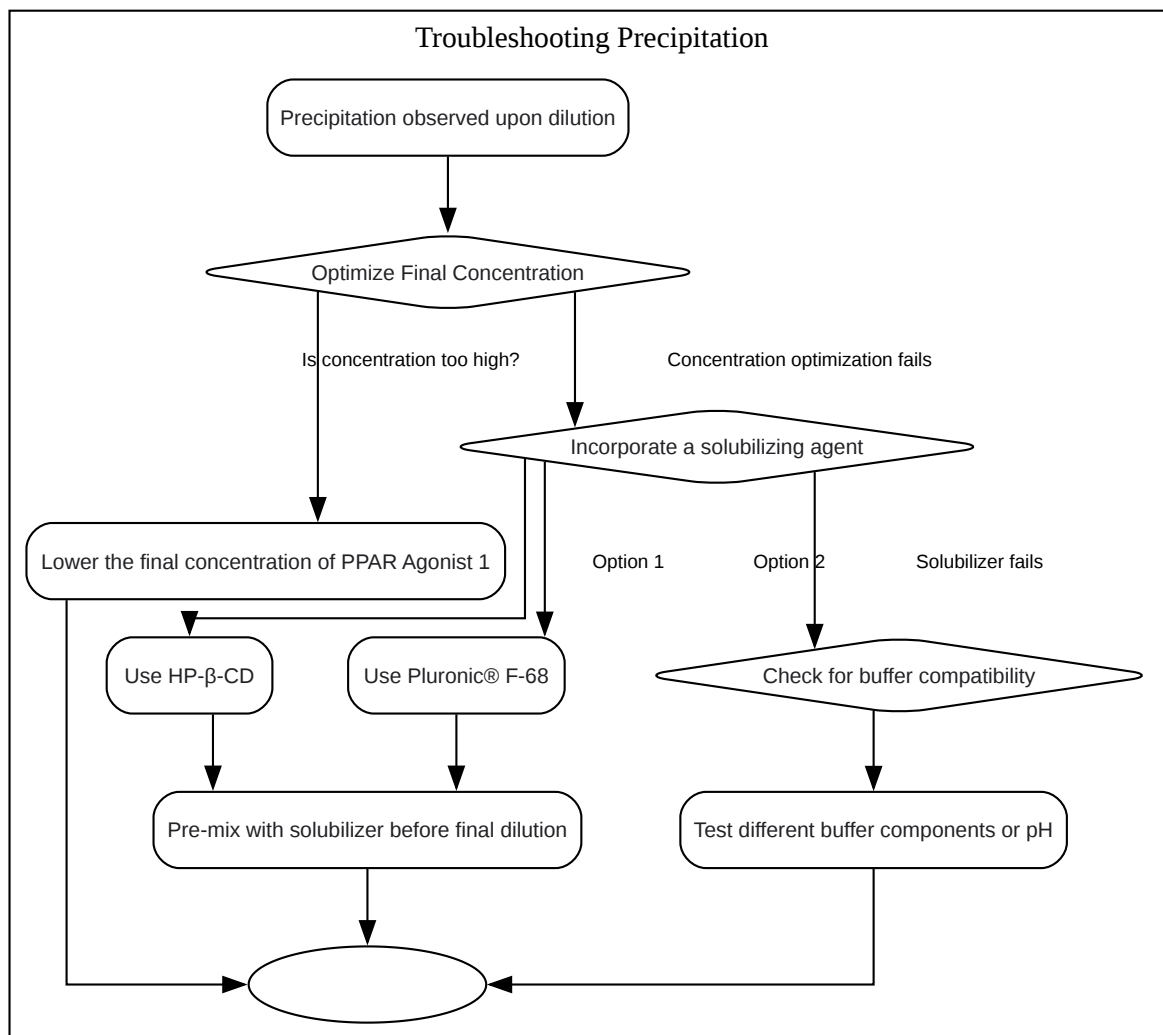 Troubleshooting Precipitation
Precipitation observed upon dilution
Optimize Final Concentration
Is concentration too high?
Concentration optimization fails
Incorporate a solubilizing agent
Lower the final concentration of PPAR Agonist 1
Option 1
Option 2
Solubilizer fails
Use HP-β-CD
Use Pluronic® F-68
Check for buffer compatibility
Pre-mix with solubilizer before final dilution
Test different buffer components or pH